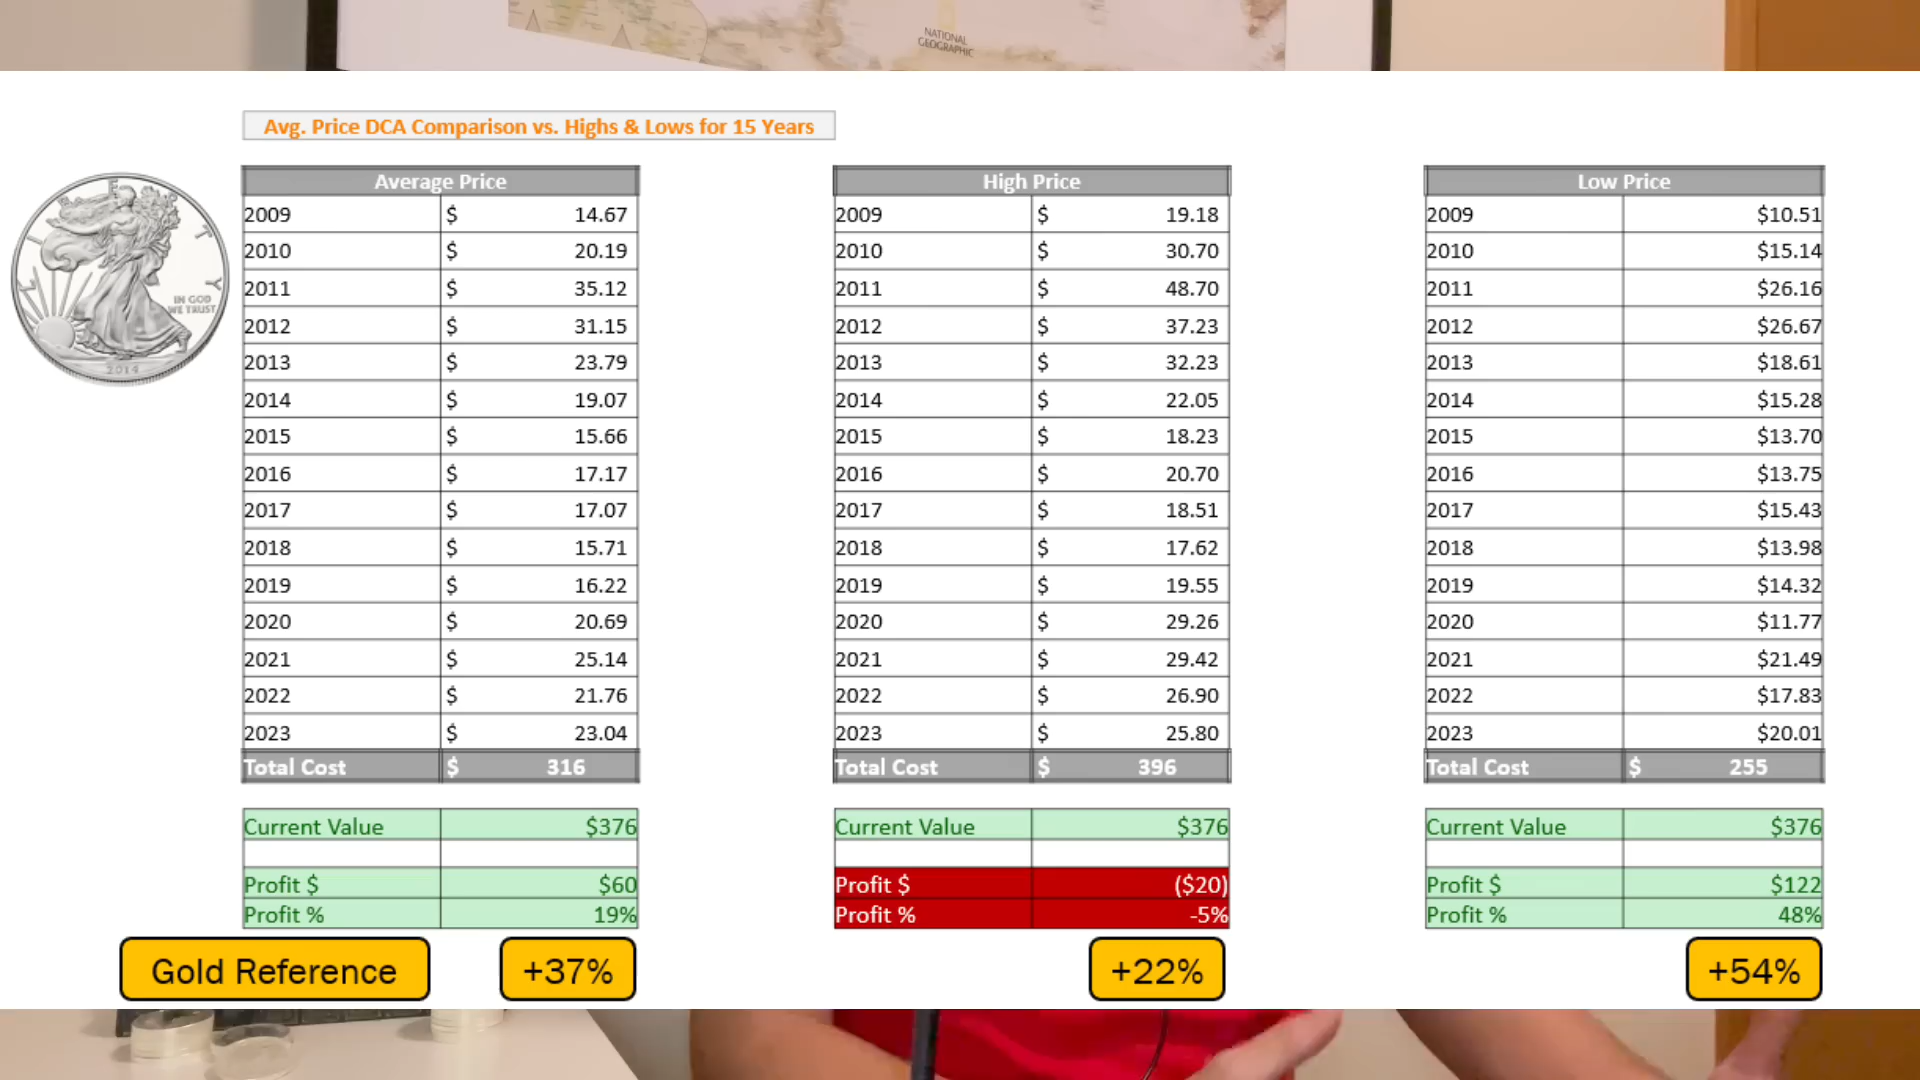 NATIONAL
GEOGRAPHIC
Avg. Price DCA Comparison vs. Highs & Lows for 15 Years
LIBERTY
IN GOD
WE TRUST
2014
Average Price
2009 $ 14.67
2010 $ 20.19
2011 $ 35.12
2012 $ 31.15
2013 $ 23.79
2014 $ 19.07
2015 $ 15.66
2016 $ 17.17
2017 $ 17.07
2018 $ 15.71
2019 $ 16.22
2020 $ 20.69
2021 $ 25.14
2022 $ 21.76
2023 $ 23.04
Total Cost $ 316
Current Value $376
Profit $ $60
Profit % 19%
High Price
2009 $ 19.18
2010 $ 30.70
2011 $ 48.70
2012 $ 37.23
2013 $ 32.23
2014 $ 22.05
2015 $ 18.23
2016 $ 20.70
2017 $ 18.51
2018 $ 17.62
2019 $ 19.55
2020 $ 29.26
2021 $ 29.42
2022 $ 26.90
2023 $ 25.80
Total Cost $ 396
Current Value $376
Profit $ ($20)
Profit % -5%
Low Price
2009 $10.51
2010 $15.14
2011 $26.16
2012 $26.67
2013 $18.61
2014 $15.28
2015 $13.70
2016 $13.75
2017 $15.43
2018 $13.98
2019 $14.32
2020 $11.77
2021 $21.49
2022 $17.83
2023 $20.01
Total Cost $ 255
Current Value $376
Profit $ $122
Profit % 48%
Gold Reference +37% +22% +54%